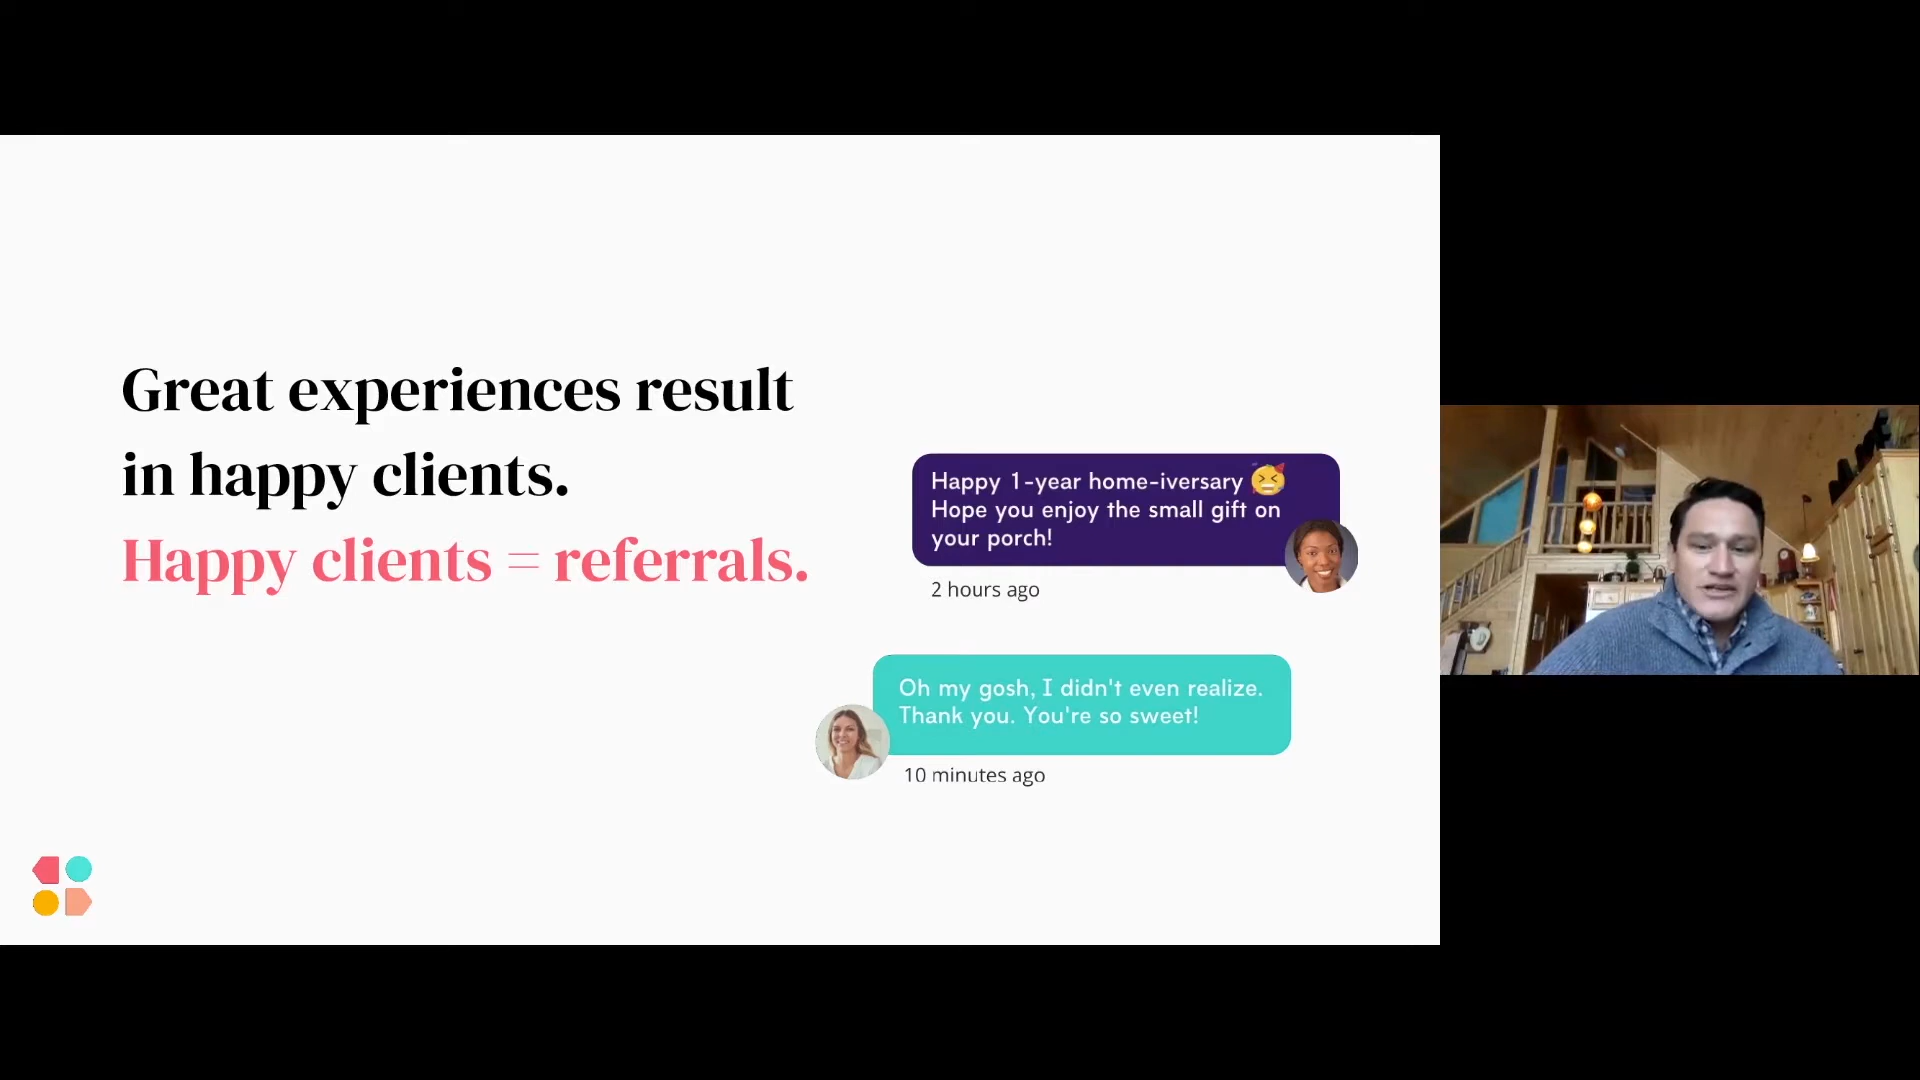 Great experiences result
in happy clients.
Happy clients = referrals.
Happy 1-year home-iversary 🥳
Hope you enjoy the small gift on
your porch!
2 hours ago
Oh my gosh, I didn't even realize.
Thank you. You're so sweet!
10 minutes ago